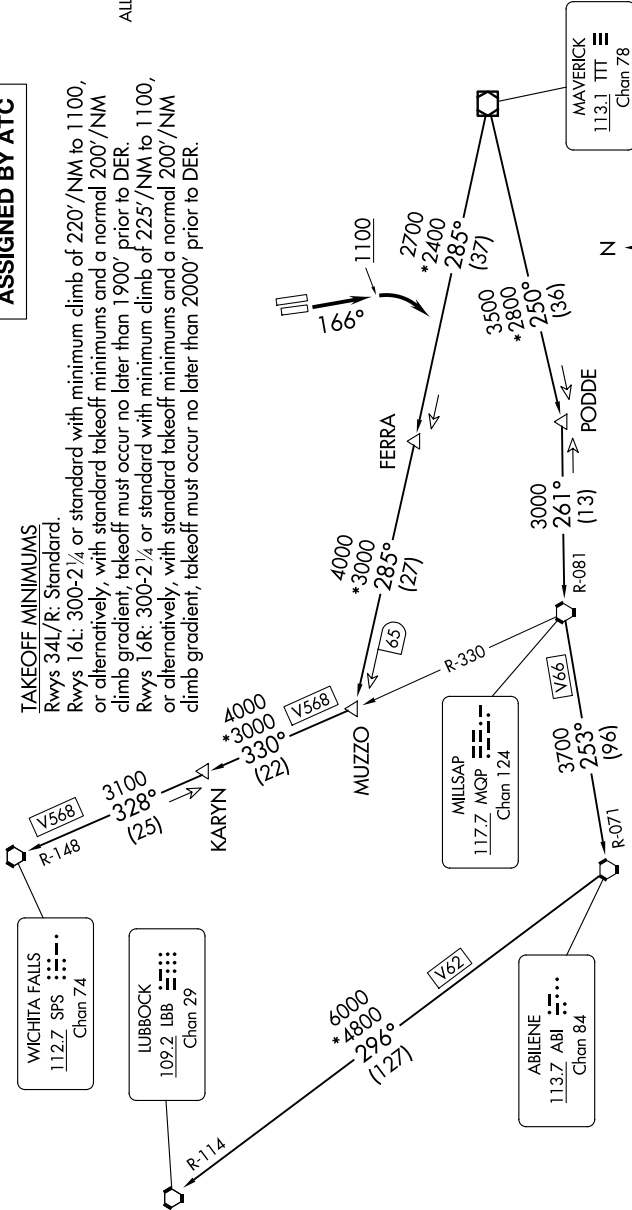 ASSIGNED BY ATC
ALL
TAKEOFF MINIMUMS
Rwys 34L/R: Standard.
Rwys 16L: 300-2¼ or standard with minimum climb of 220'/NM to 1100,
or alternatively, with standard takeoff minimums and a normal 200'/NM
climb gradient, takeoff must occur no later than 1900' prior to DER.
Rwys 16R: 300-2¼ or standard with minimum climb of 225'/NM to 1100,
or alternatively, with standard takeoff minimums and a normal 200'/NM
climb gradient, takeoff must occur no later than 2000' prior to DER.
WICHITA FALLS
112.7 SPS
Chan 74
R-148
V568
3100
328°
(25)
KARYN
4000
*3000
330°
(22)
V568
MUZZO
65
4000
*3000
285°
(27)
FERRA
166°
1100
2700
*2400
285°
(37)
MAVERICK
113.1 TTT
Chan 78
N
3500
*2800
250°
(36)
PODDE
3000
261°
(13)
R-081
R-330
MILLSAP
117.7 MQP
Chan 124
V66
3700
253°
(96)
R-071
ABILENE
113.7 ABI
Chan 84
V62
6000
*4800
296°
(127)
R-114
LUBBOCK
109.2 LBB
Chan 29